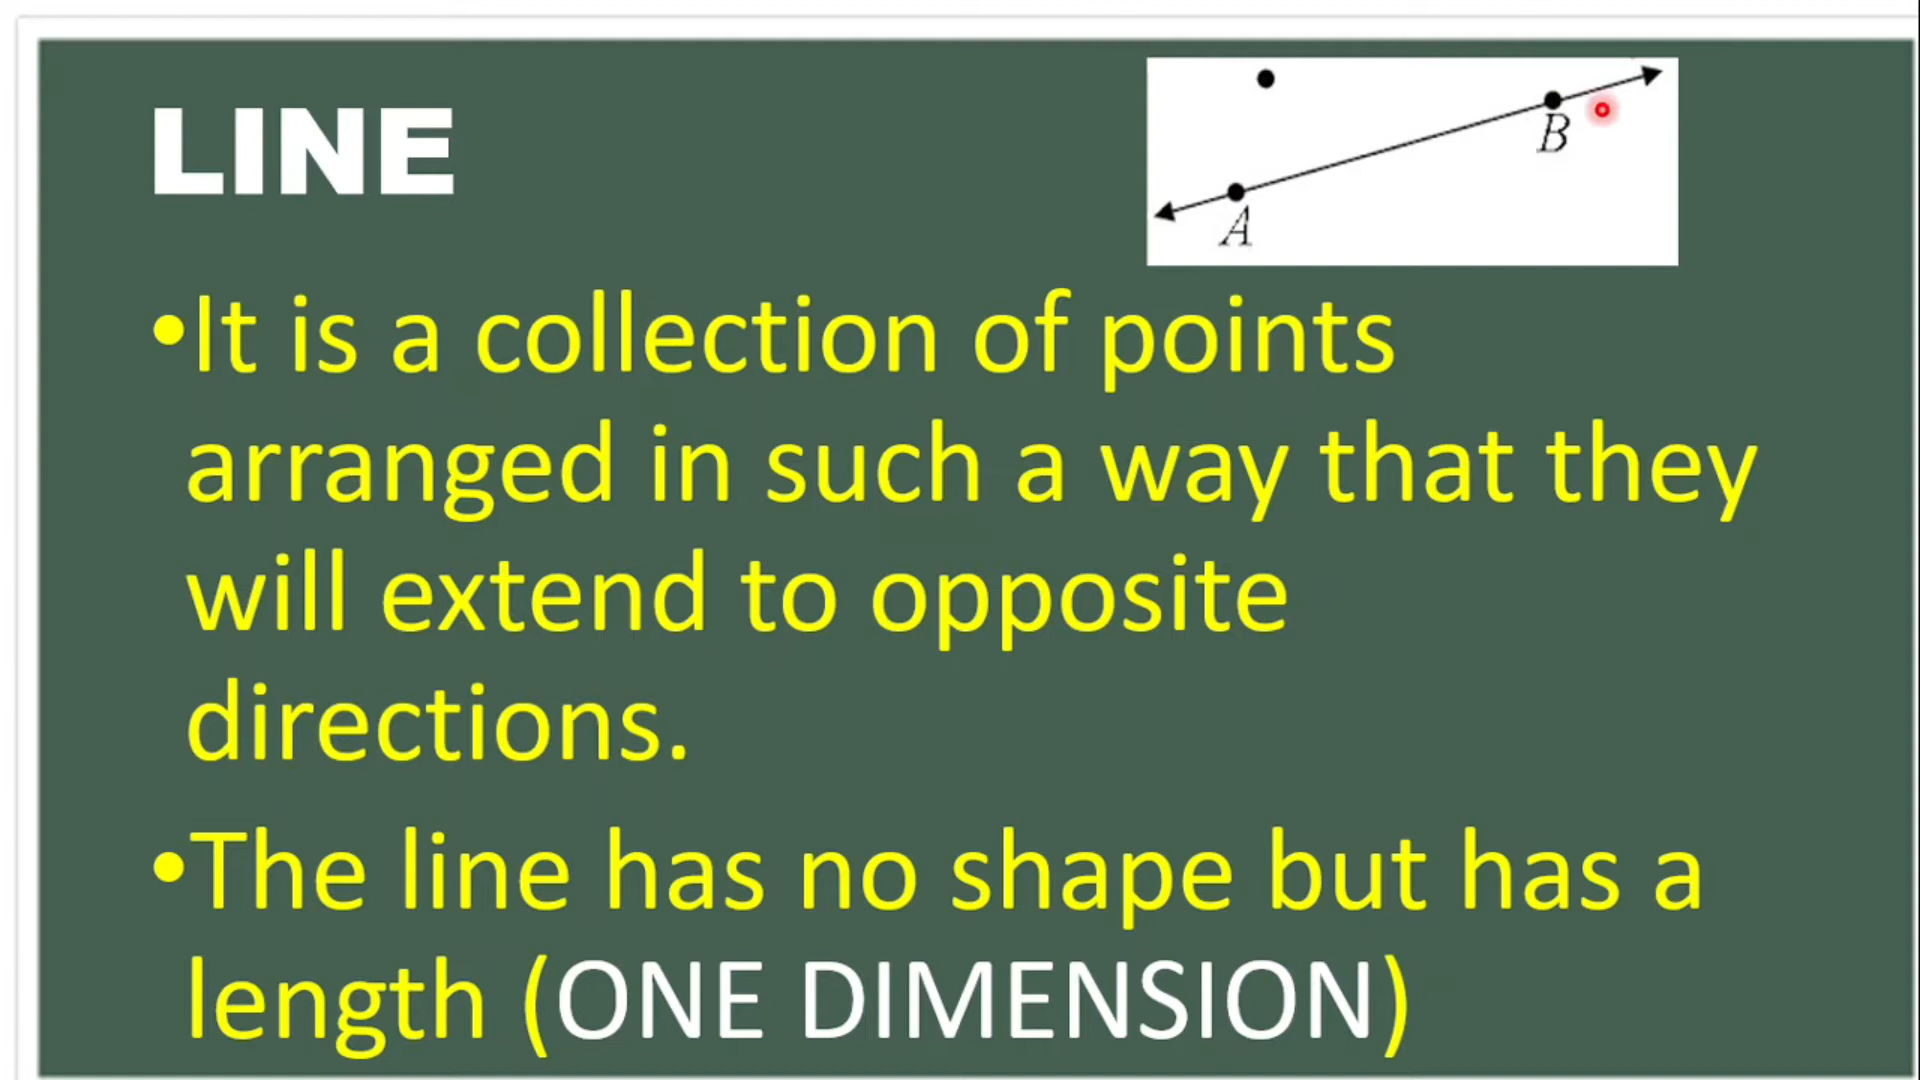 LINE
B
A
•It is a collection of points
arranged in such a way that they
will extend to opposite
directions.
•The line has no shape but has a
length (ONE DIMENSION)